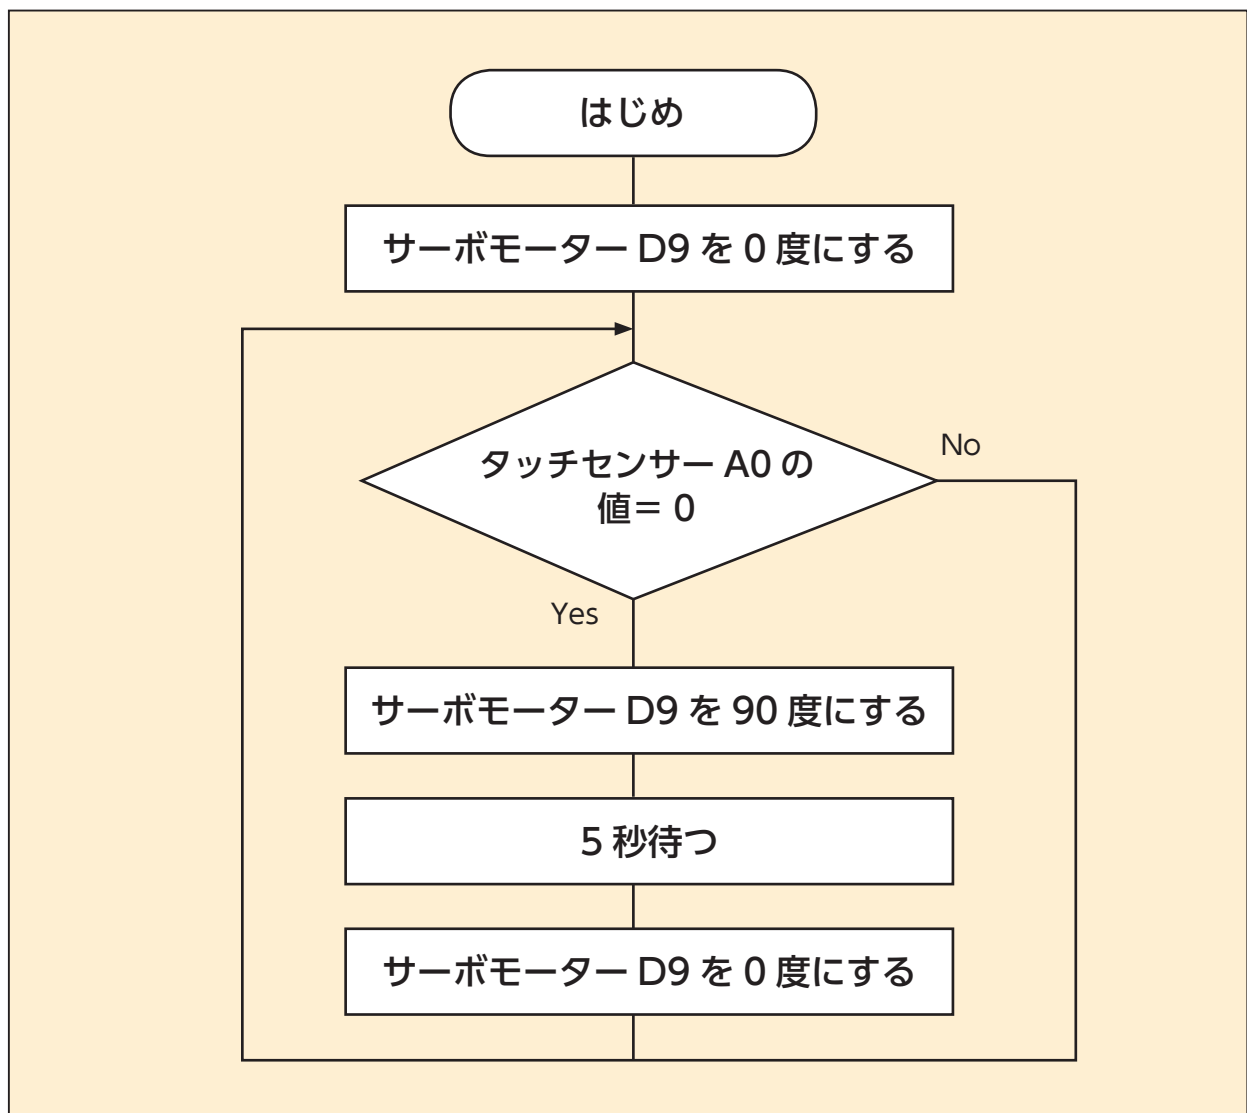 はじめ
サーボモーター D9 を 0 度にする
タッチセンサー A0 の
値＝ 0
No
Yes
サーボモーター D9 を 90 度にする
5 秒待つ
サーボモーター D9 を 0 度にする